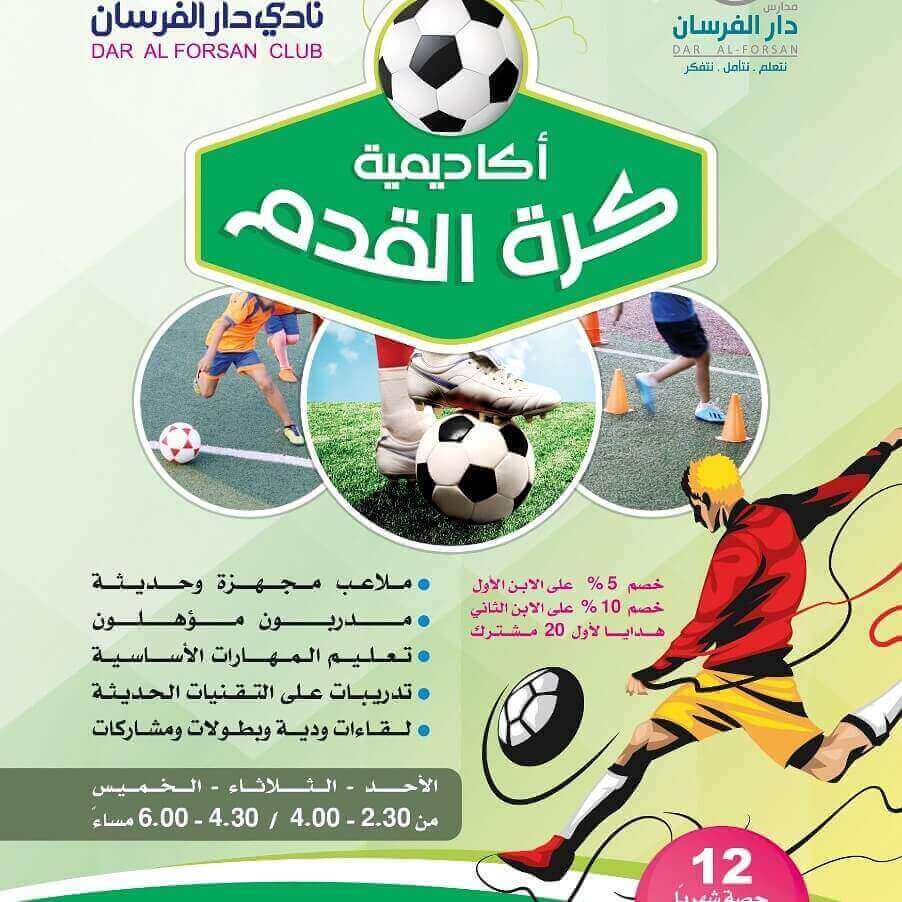 مدارس
دار الفرسان
DAR AL-FORSAN
نتعلم . نتأمل . نتفكر
نادي دار الفرسان
DAR AL FORSAN CLUB
أكاديمية
كرة القدم
خصم 5 % على الابن الأول
خصم 10 % على الابن الثاني
هدايا لأول 20 مشترك
• ملاعب مجهزة وحديثة
• مدربون مؤهلون
• تعليم المهارات الأساسية
• تدريبات على التقنيات الحديثة
• لقاءات ودية وبطولات ومشاركات
الأحد - الثلاثاء - الخميس
من 2.30 - 4.00 / 4.30 - 6.00 مساءً
12
حصة شهرياً